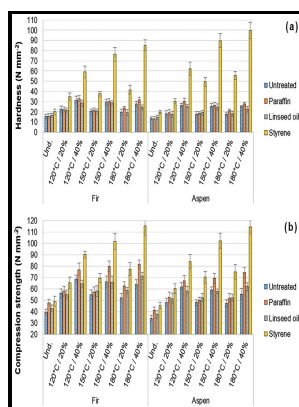 (a)
Hardness (N mm⁻²)
110
100
90
80
70
60
50
40
30
20
10
0
Untreated
Paraffin
Linseed oil
Styrene
Und.
120°C / 20%
120°C / 40%
150°C / 20%
150°C / 40%
180°C / 20%
180°C / 40%
Und.
120°C / 20%
120°C / 40%
150°C / 20%
150°C / 40%
180°C / 20%
180°C / 40%
Fir
Aspen
(b)
Compression strength (N mm⁻²)
120
110
100
90
80
70
60
50
40
30
20
Untreated
Paraffin
Linseed oil
Styrene
Und.
120°C / 20%
120°C / 40%
150°C / 20%
150°C / 40%
180°C / 20%
180°C / 40%
Und.
120°C / 20%
120°C / 40%
150°C / 20%
150°C / 40%
180°C / 20%
180°C / 40%
Fir
Aspen